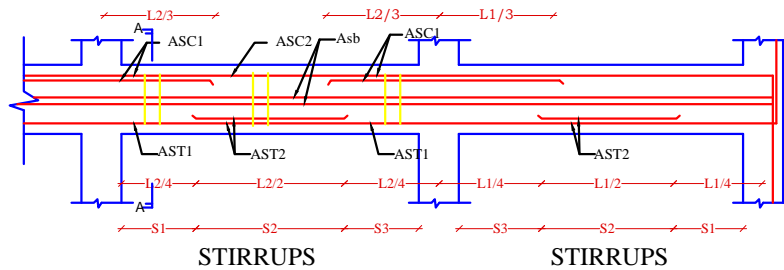 L2/3 L2/3 L1/3
A ASC1 ASC2 Asb ASC1
AST1 AST2 AST1 AST2
L2/4 L2/2 L2/4 L1/4 L1/2 L1/4
A
S1 S2 S3 S3 S2 S1
STIRRUPS STIRRUPS